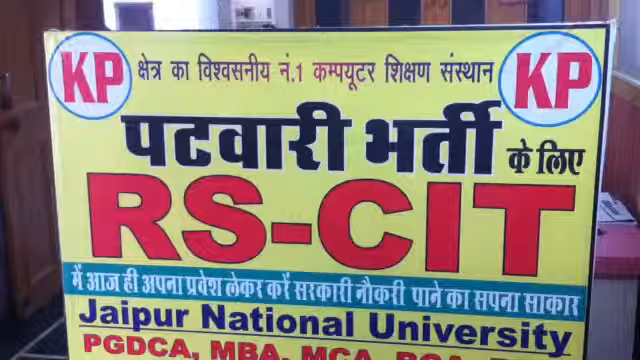 KP क्षेत्र का विश्वसनीय नं.1 कम्पयूटर शिक्षण संस्थान KP
पटवारी भर्ती के लिए
RS-CIT
में आज ही अपना प्रवेश लेकर करें सरकारी नौकरी पाने का सपना साकार
Jaipur National University
PGDCA, MBA, MCA,